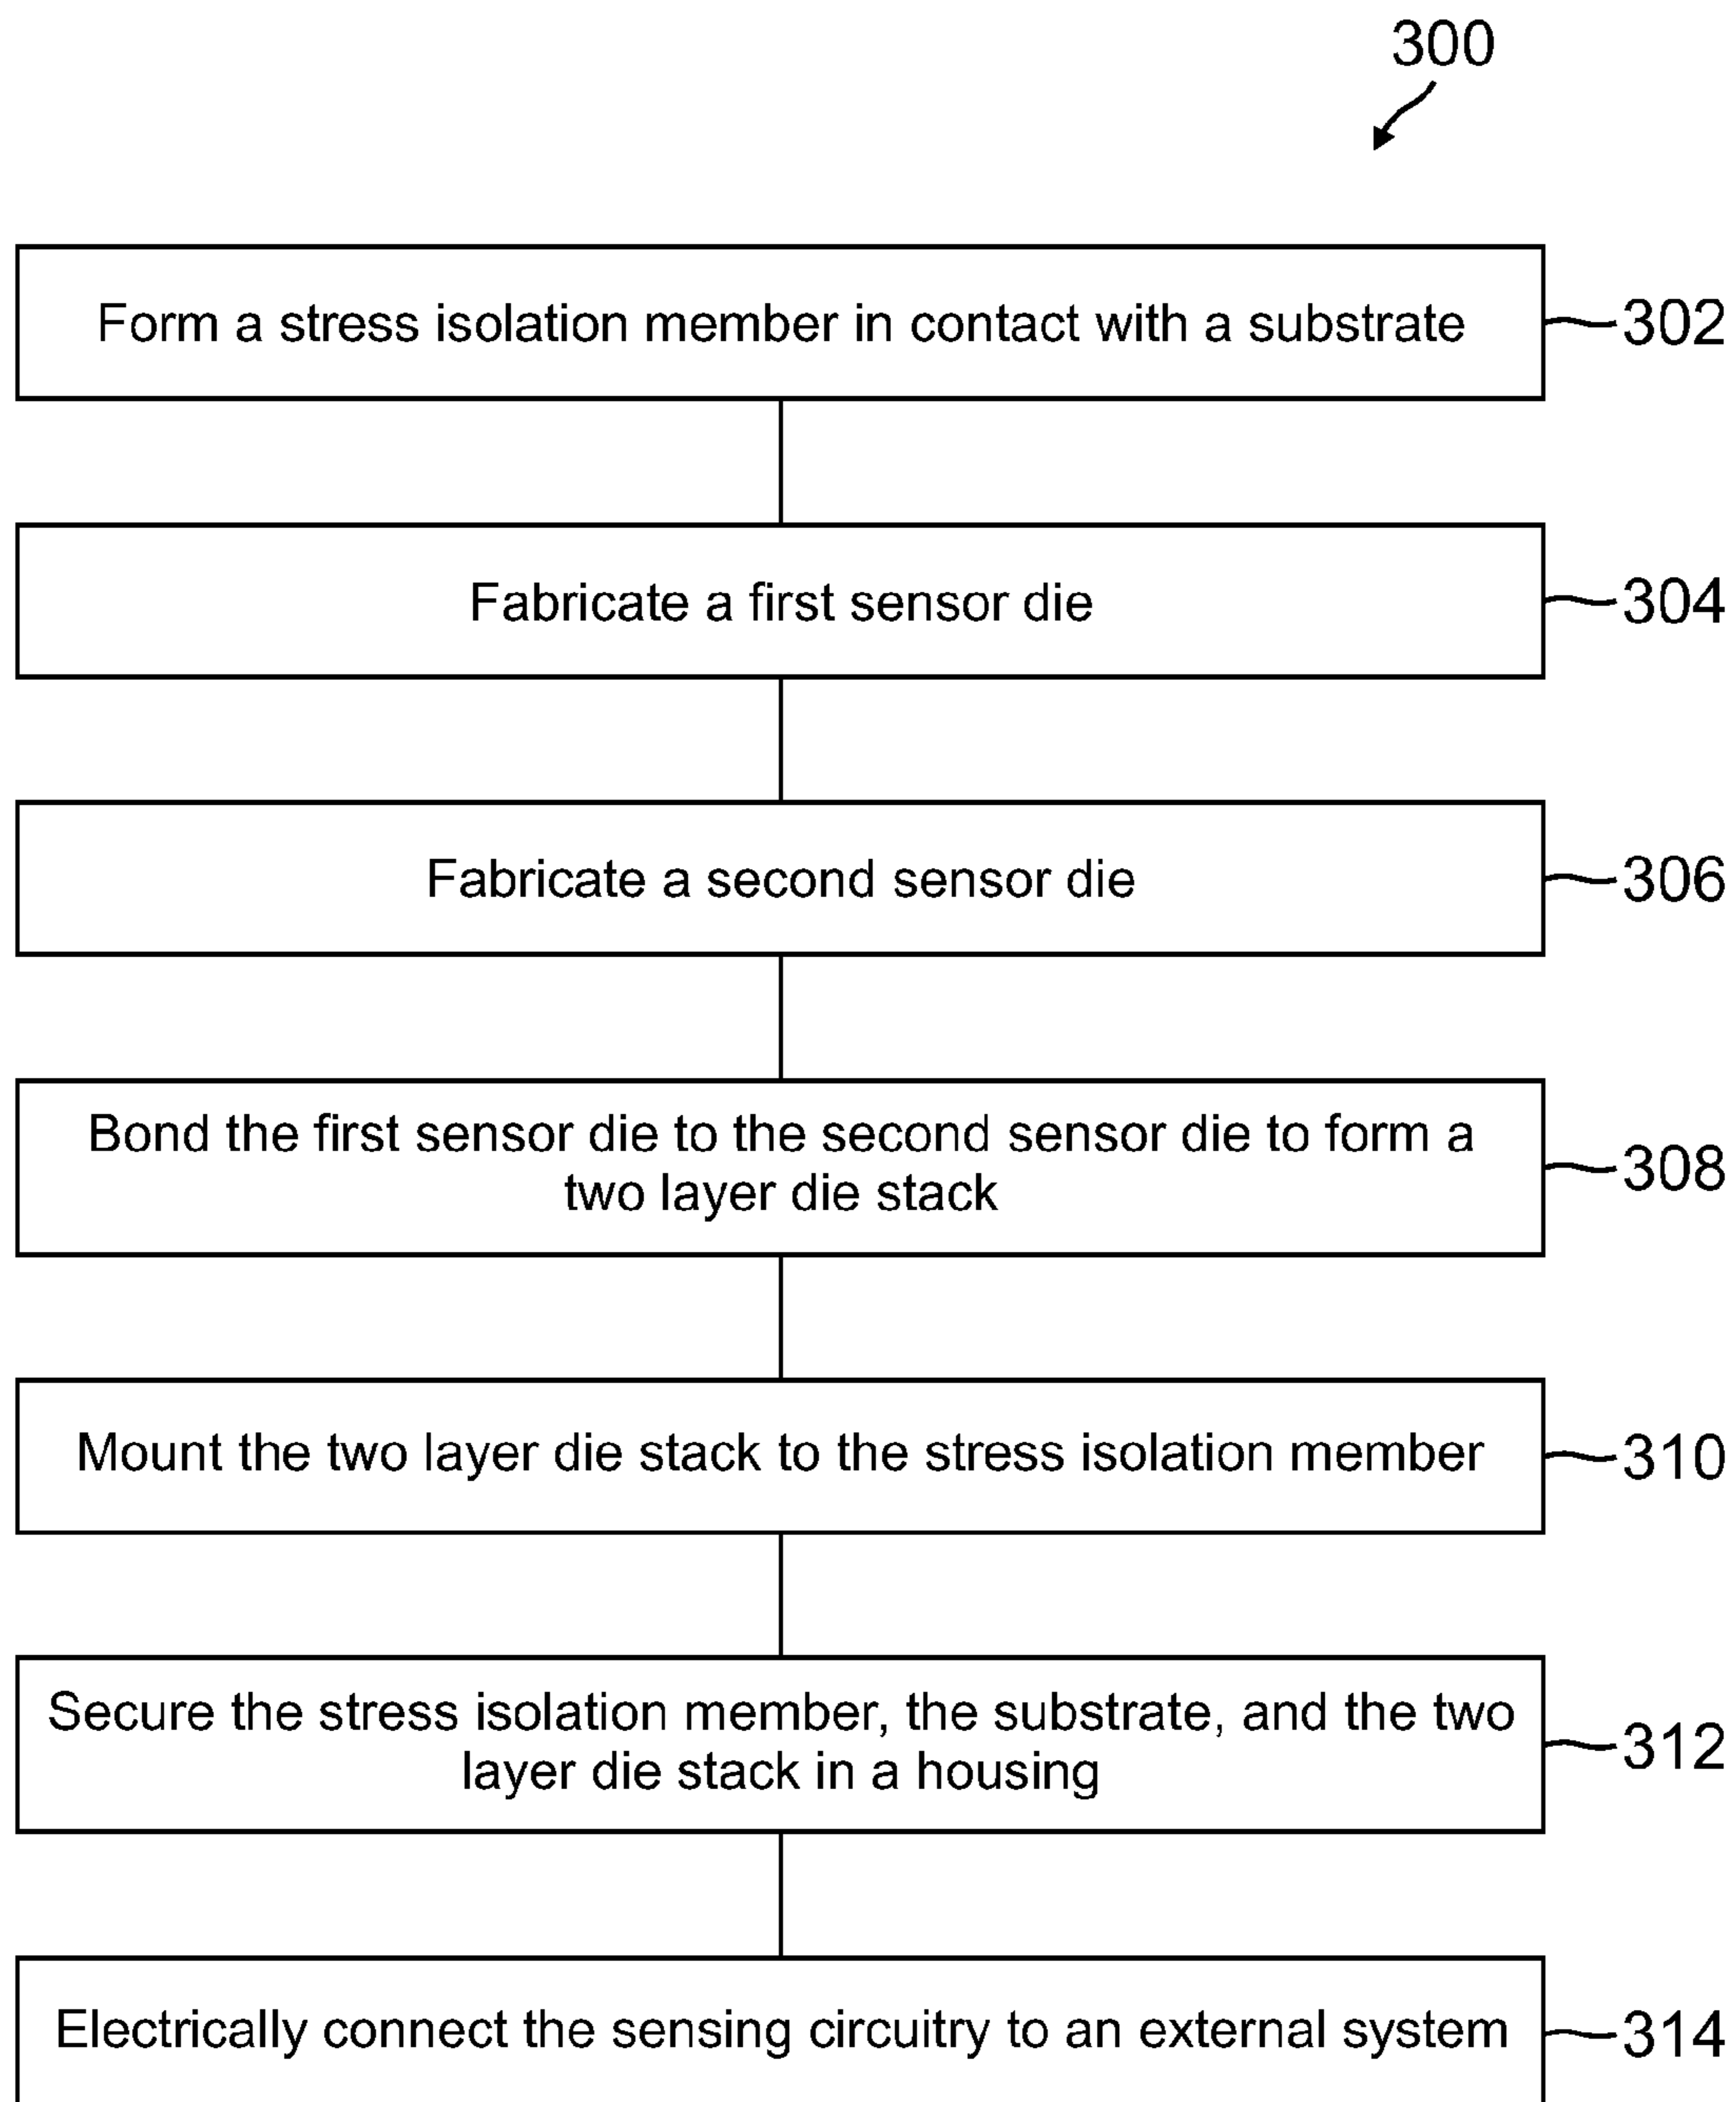 300
Form a stress isolation member in contact with a substrate
302
Fabricate a first sensor die
304
Fabricate a second sensor die
306
Bond the first sensor die to the second sensor die to form a
two layer die stack
308
Mount the two layer die stack to the stress isolation member
310
Secure the stress isolation member, the substrate, and the two
layer die stack in a housing
312
Electrically connect the sensing circuitry to an external system
314